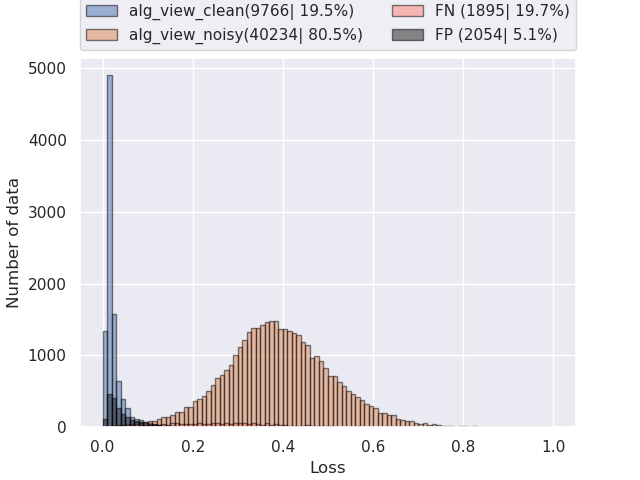 alg_view_clean(9766| 19.5%)
FN (1895| 19.7%)
alg_view_noisy(40234| 80.5%)
FP (2054| 5.1%)
5000
4000
3000
2000
1000
0
Number of data
0.0 0.2 0.4 0.6 0.8 1.0
Loss